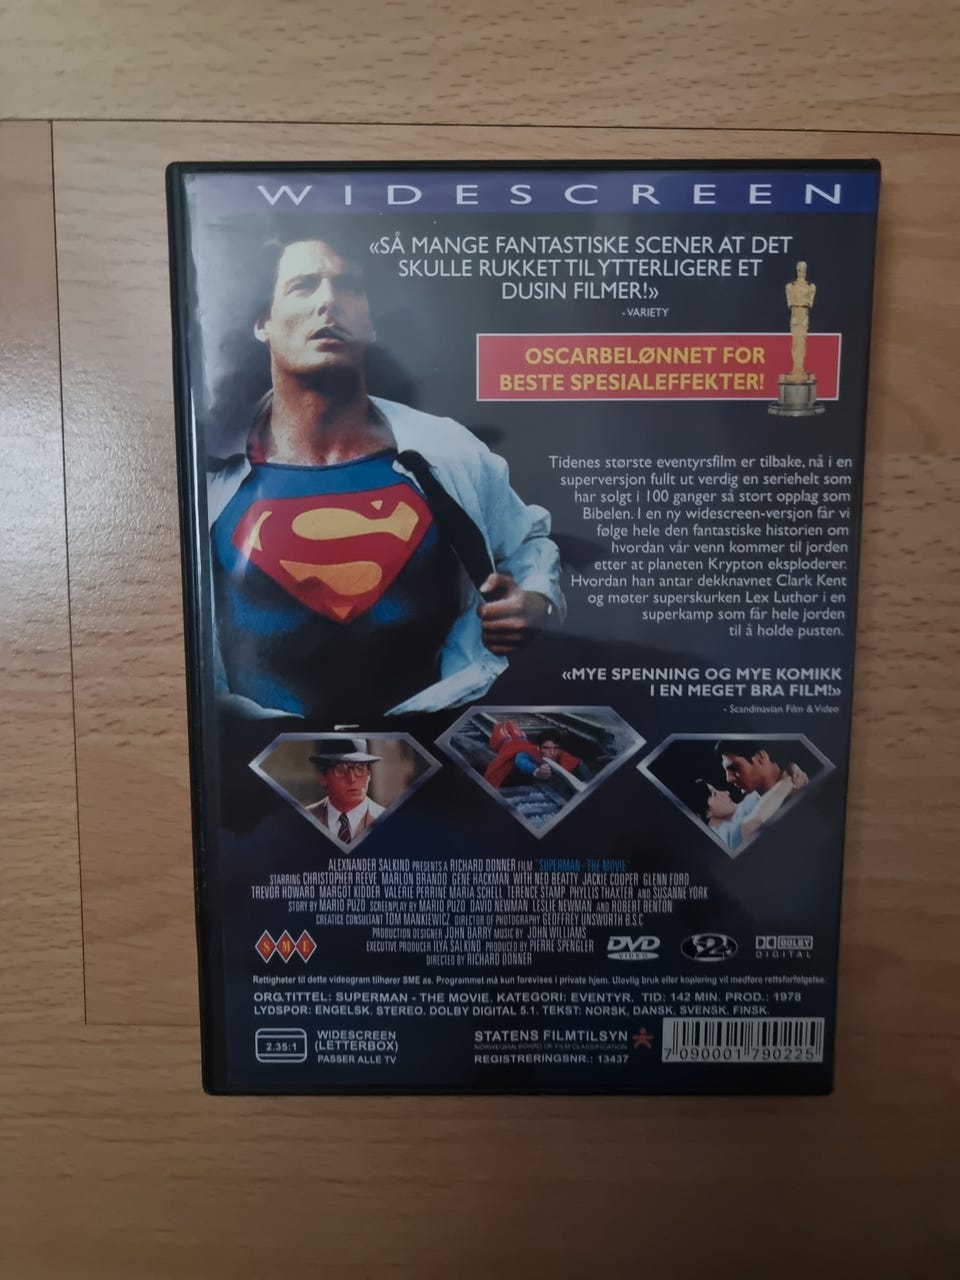 WIDESCREEN
«SÅ MANGE FANTASTISKE SCENER AT DET
SKULLE RUKKET TIL YTTERLIGERE ET
DUSIN FILMER!»
- VARIETY
OSCARBELØNNET FOR
BESTE SPESIALEFFEKTER!
Tidenes største eventyrsfilm er tilbake, nå i en
superversjon fullt ut verdig en seriehelt som
har solgt i 100 ganger så stort opplag som
Bibelen. I en ny widescreen-versjon får vi
følge hele den fantastiske historien om
hvordan vår venn kommer til jorden
etter at planeten Krypton eksploderer.
Hvordan han antar dekknavnet Clark Kent
og møter superskurken Lex Luthor i en
superkamp som får hele jorden
til å holde pusten.
«MYE SPENNING OG MYE KOMIKK
I EN MEGET BRA FILM!»
- Scandinavian Film & Video
ALEXNANDER SALKIND PRESENTS A RICHARD DONNER FILM "SUPERMAN - THE MOVIE"
STARRING CHRISTOPHER REEVE MARLON BRANDO GENE HACKMAN WITH NED BEATTY JACKIE COOPER GLENN FORD
TREVOR HOWARD MARGOT KIDDER VALERIE PERRINE MARIA SCHELL TERENCE STAMP PHYLLIS THAXTER AND SUSANNE YORK
STORY BY MARIO PUZO SCREENPLAY BY MARIO PUZO DAVID NEWMAN LESLIE NEWMAN AND ROBERT BENTON
CREATICE CONSULTANT TOM MANKIEWICZ DIRECTOR OF PHOTOGRAPHY GEOFFREY UNSWORTH B.S.C
PRODUCTION DESIGNER JOHN BARRY MUSIC BY JOHN WILLIAMS
EXECUTIVE PRODUCER ILYA SALKIND PRODUCED BY PIERRE SPENGLER
DIRECTED BY RICHARD DONNER
SME
DVD
VIDEO
2
DOLBY
DIGITAL
Rettigheter til dette videogram tilhører SME as. Programmet må kun forevises i private hjem. Ulovlig bruk eller kopiering vil medføre rettsforfølgelse.
ORG.TITTEL: SUPERMAN - THE MOVIE. KATEGORI: EVENTYR. TID: 142 MIN. PROD.: 1978
LYDSPOR: ENGELSK. STEREO. DOLBY DIGITAL 5.1. TEKST: NORSK, DANSK, SVENSK, FINSK.
2.35:1
WIDESCREEN
(LETTERBOX)
PASSER ALLE TV
STATENS FILMTILSYN
NORWEGIAN BOARD OF FILM CLASSIFICATION
REGISTRERINGSNR.: 13437
7 090001 790225